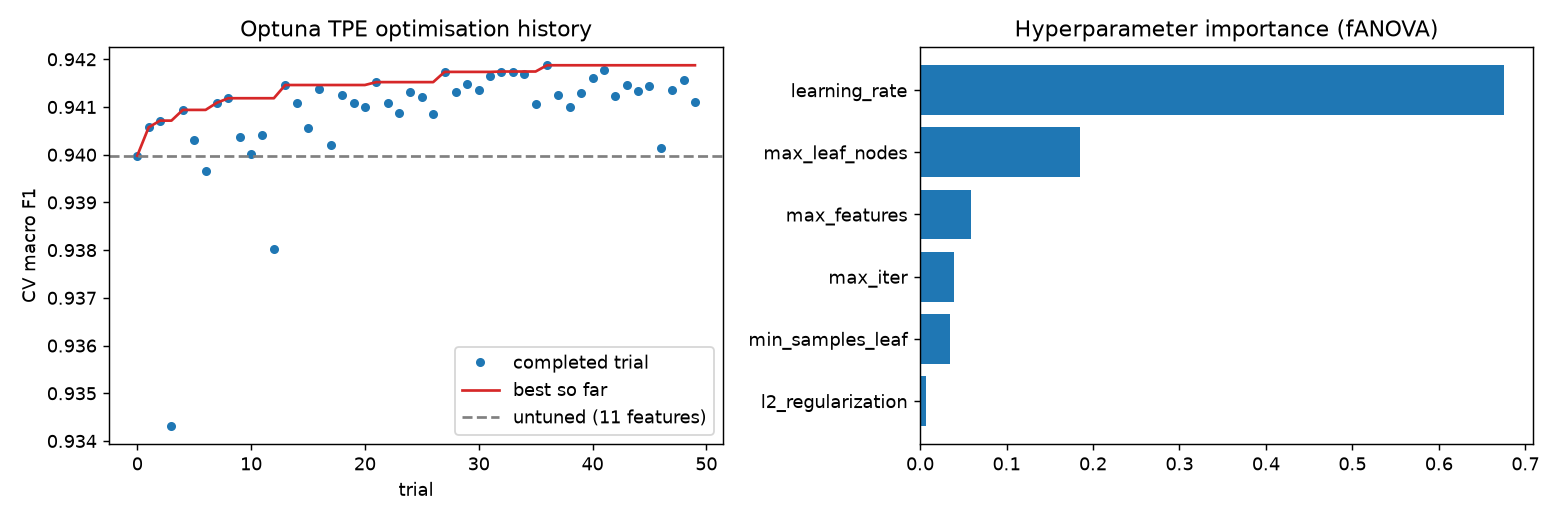 Optuna TPE optimisation history
CV macro F1
0.942
0.941
0.940
0.939
0.938
0.937
0.936
0.935
0.934
completed trial
best so far
untuned (11 features)
0 10 20 30 40 50
trial
Hyperparameter importance (fANOVA)
learning_rate
max_leaf_nodes
max_features
max_iter
min_samples_leaf
l2_regularization
0.0 0.1 0.2 0.3 0.4 0.5 0.6 0.7